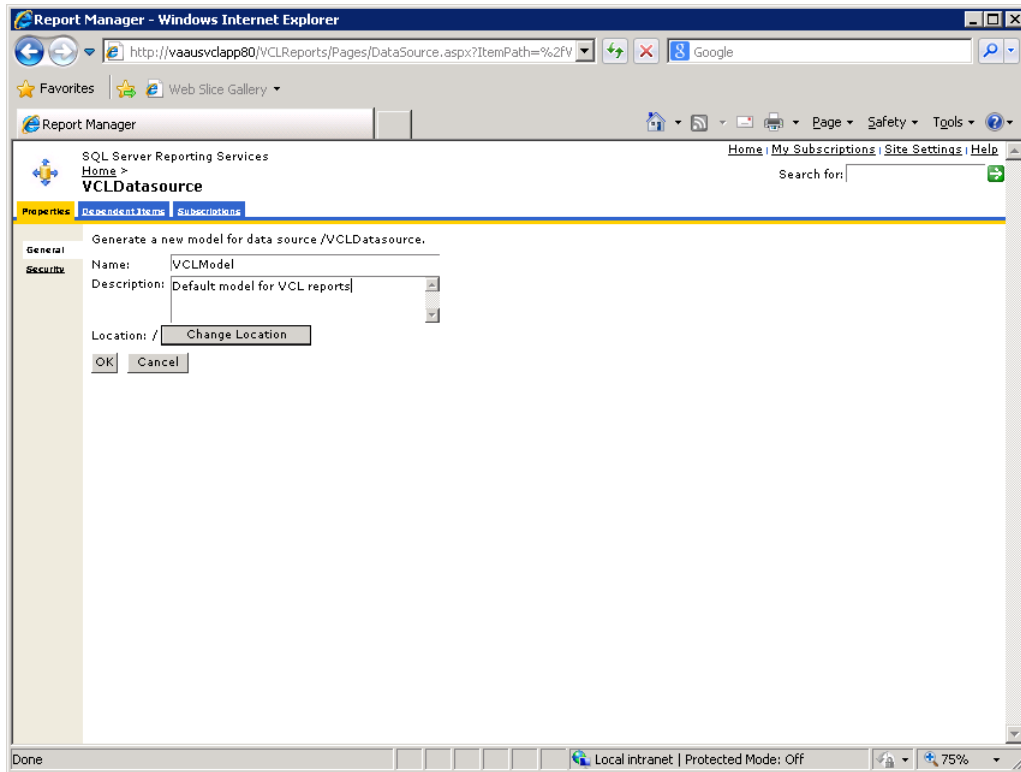 Report Manager - Windows Internet Explorer
http://vaausvclapp80/VCLReports/Pages/DataSource.aspx?ItemPath=%2fV
Google
Favorites Web Slice Gallery
Report Manager
Page Safety Tools
SQL Server Reporting Services
Home | My Subscriptions | Site Settings | Help
Home >
Search for:
VCLDatasource
Properties Dependent Items Subscriptions
General
Security
Generate a new model for data source /VCLDatasource.
Name: VCLModel
Description: Default model for VCL reports
Location: / Change Location
OK Cancel
Done
Local intranet | Protected Mode: Off
75%